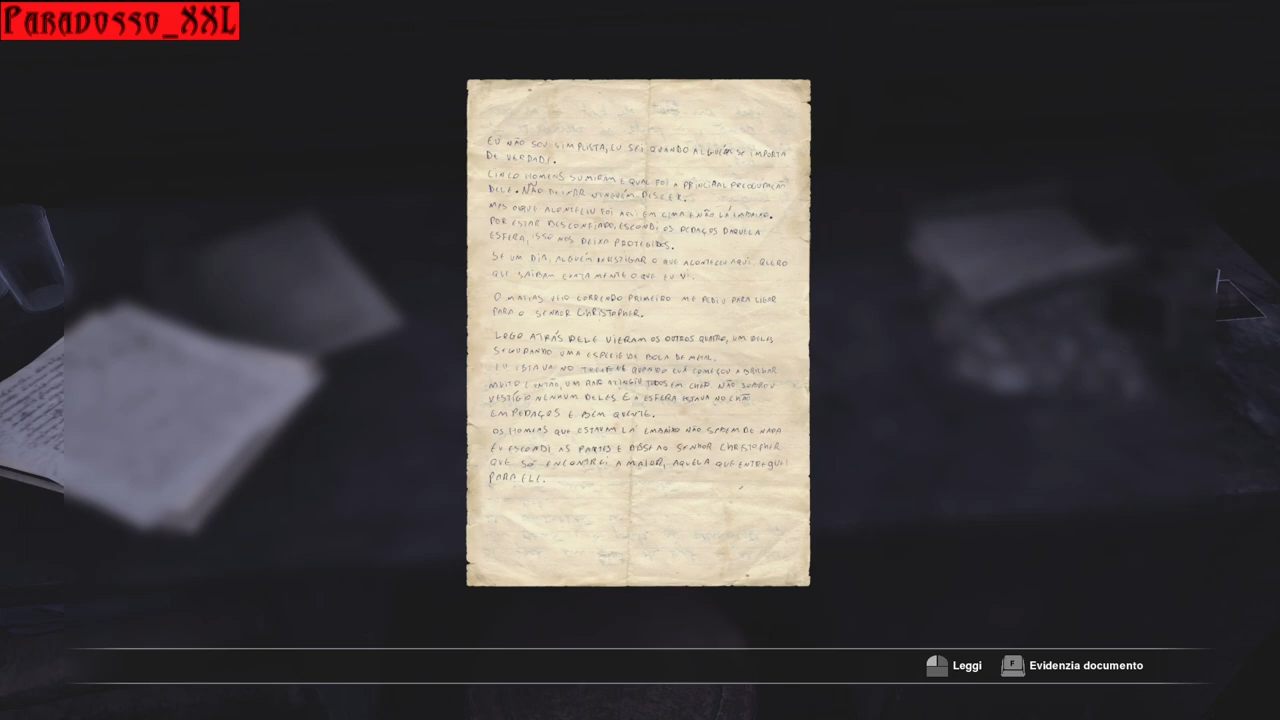 Paradosso_XXL
EU NÃO SOU SIMPLISTA, EU SEI QUANDO ALGUÉM SE IMPORTA
DE VERDADE.
CINCO HOMENS SUMIRAM E QUAL FOI A PRINCIPAL PREOCUPAÇÃO
DELE. NÃO DEIXAR NINGUÉM DESCER.
MAS O QUE ACONTECEU FOI AQUI EM CIMA E NÃO LÁ EMBAIXO.
POR ESTAR DESCONFIADO, ESCONDI OS PEDAÇOS DAQUELA
ESFERA, ISSO NOS DEIXA PROTEGIDOS.
SE UM DIA, ALGUÉM INVESTIGAR O QUE ACONTECEU AQUI, QUERO
QUE SAIBAM EXATAMENTE O QUE EU VI.
O MATIAS VEIO CORRENDO PRIMEIRO ME PEDIU PARA LIGAR
PARA O SENHOR CHRISTOPHER.
LOGO ATRÁS DELE VIERAM OS OUTROS QUATRO, UM DELES
SEGURANDO UMA ESPÉCIE DE BOLA DE METAL.
EU ESTAVA NO TELEFONE QUANDO ELA COMEÇOU A BRILHAR
MUITO E ENTÃO, UM RAIO ATINGIU TODOS EM CHEIO. NÃO SOBROU
VESTÍGIO NENHUM DELES E A ESFERA ESTAVA NO CHÃO
EM PEDAÇOS E BEM QUENTE.
OS HOMENS QUE ESTAVAM LÁ EMBAIXO NÃO SABEM DE NADA
EU ESCONDI AS PARTES E DISSE AO SENHOR CHRISTOPHER
QUE SÓ ENCONTREI A MAIOR, AQUELA QUE ENTREGUEI
PARA ELE.
F
Leggi
Evidenzia documento